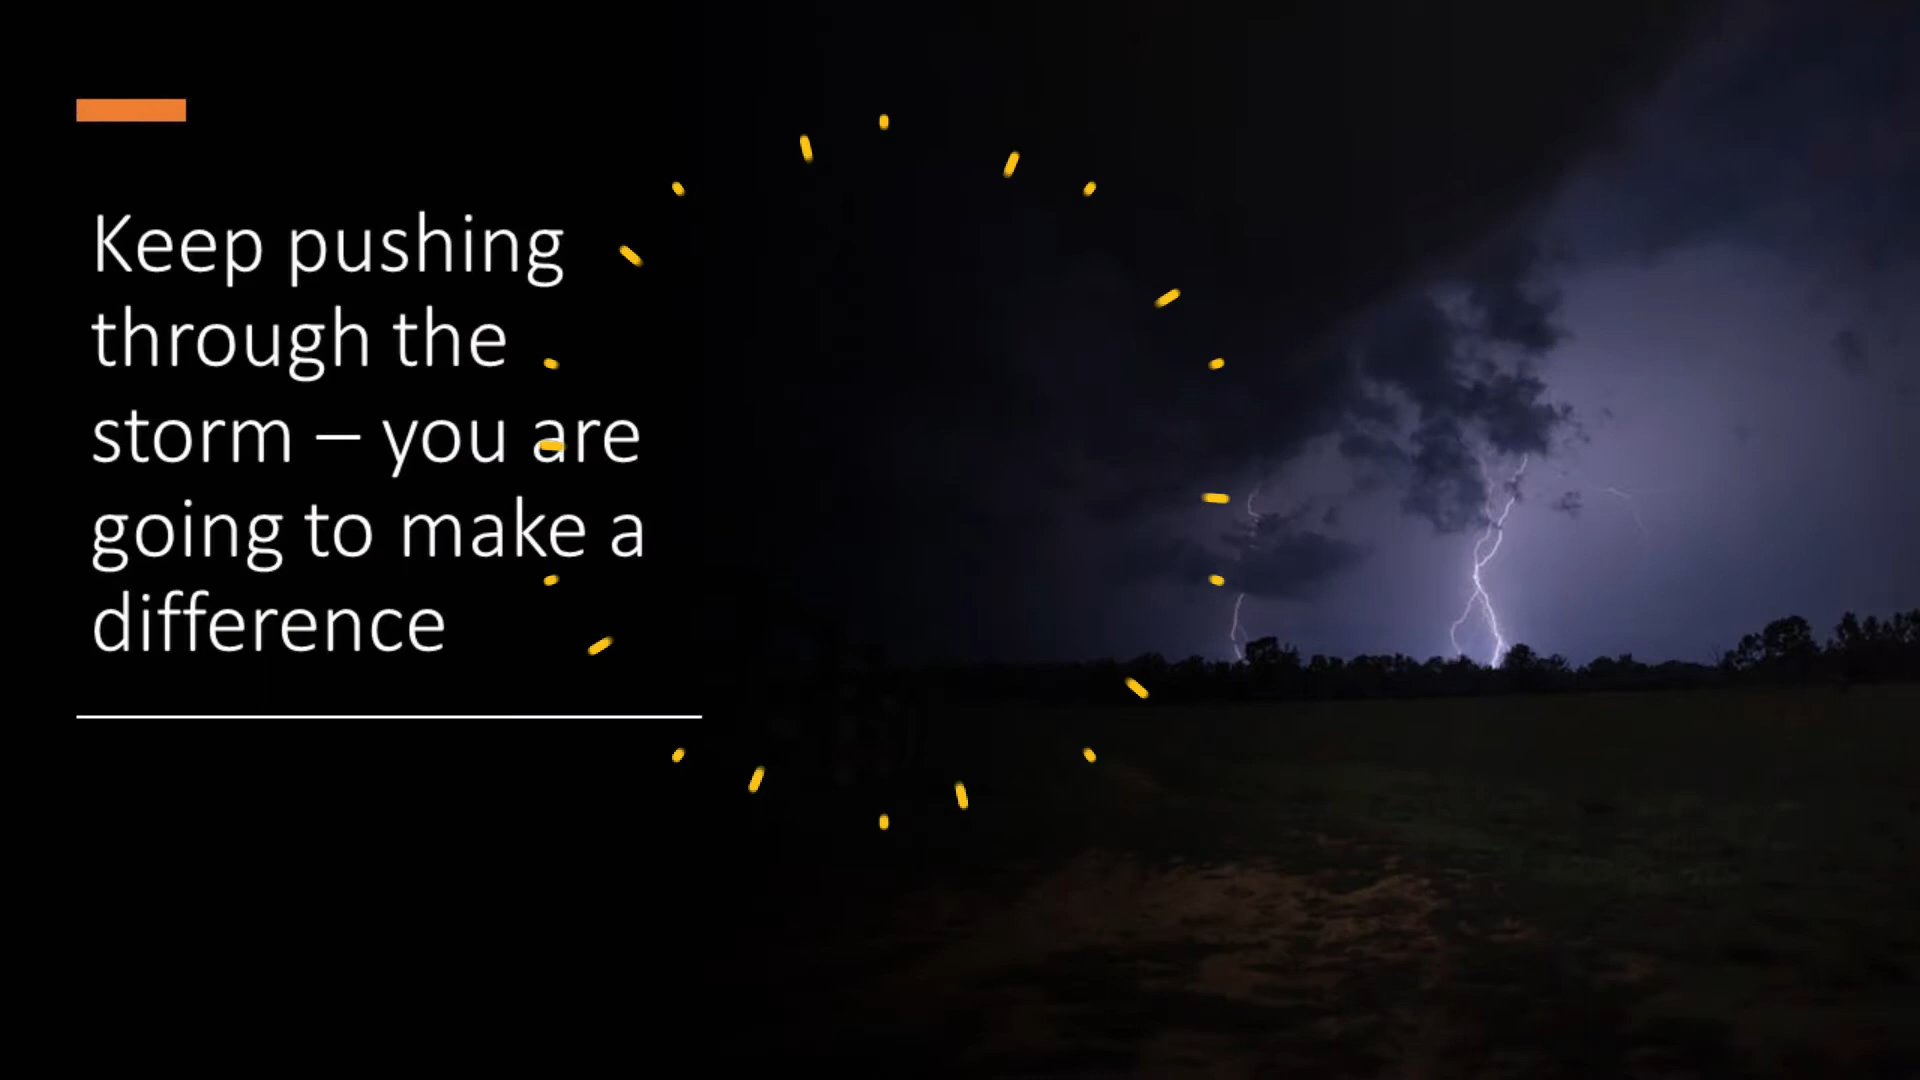 Keep pushing
through the
storm – you are
going to make a
difference